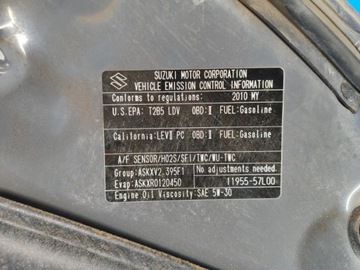 SUZUKI MOTOR CORPORATION
VEHICLE EMISSION CONTROL INFORMATION
Conforms to regulations: 2010 MY
U.S.EPA: T2B5 LDV OBD:Ⅱ FUEL:Gasoline
California:LEVⅡ PC OBD:Ⅱ FUEL:Gasoline
A/F SENSOR/HO2S/SFI/TWC/WU-TWC
Group:ASKXV2.395F1 No adjustments needed
Evap:ASKXR0120450 11955-57L00
Engine Oil Viscosity:SAE 5W-30